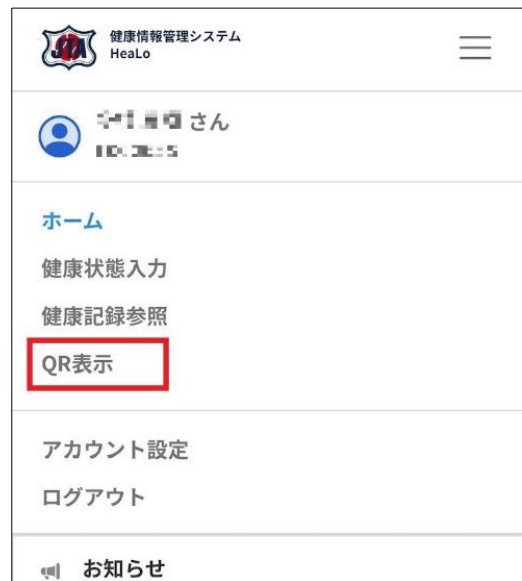 JTA
健康情報管理システム
HeaLo
さん
ホーム
健康状態入力
健康記録参照
QR表示
アカウント設定
ログアウト
お知らせ